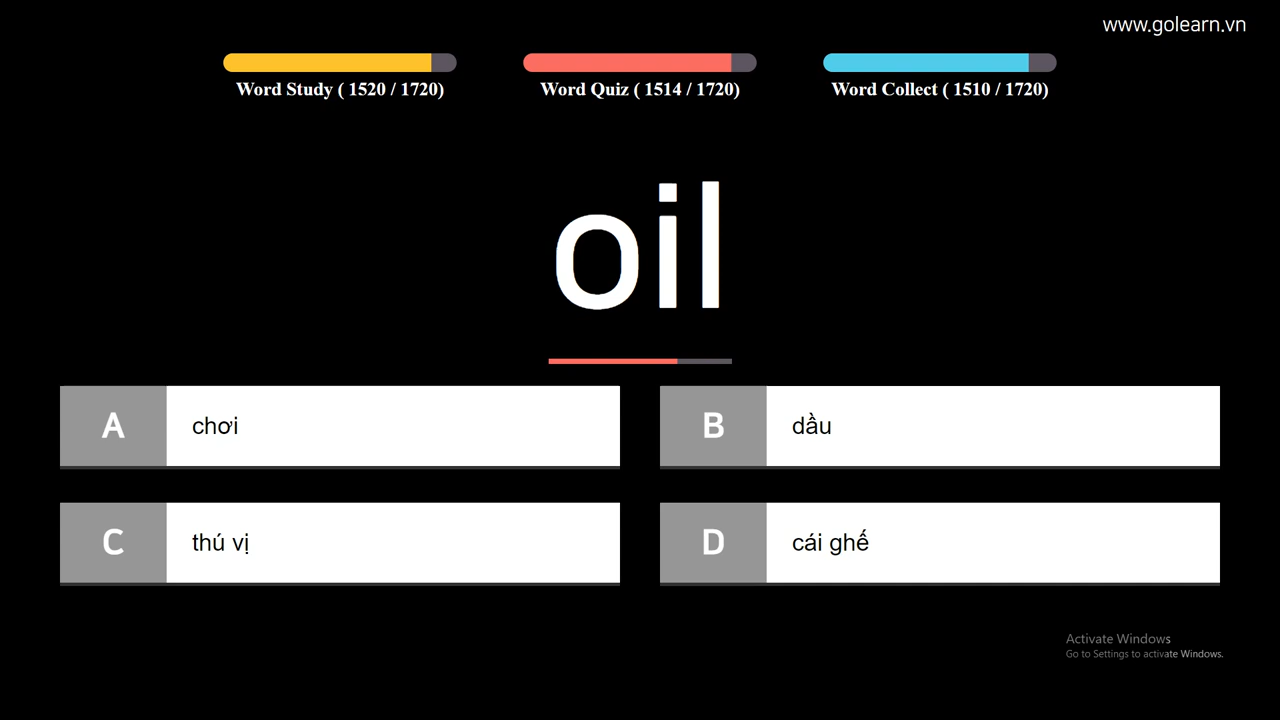 www.golearn.vn
Word Study ( 1520 / 1720)
Word Quiz ( 1514 / 1720)
Word Collect ( 1510 / 1720)
oil
A chơi
B dầu
C thú vị
D cái ghế
Activate Windows
Go to Settings to activate Windows.